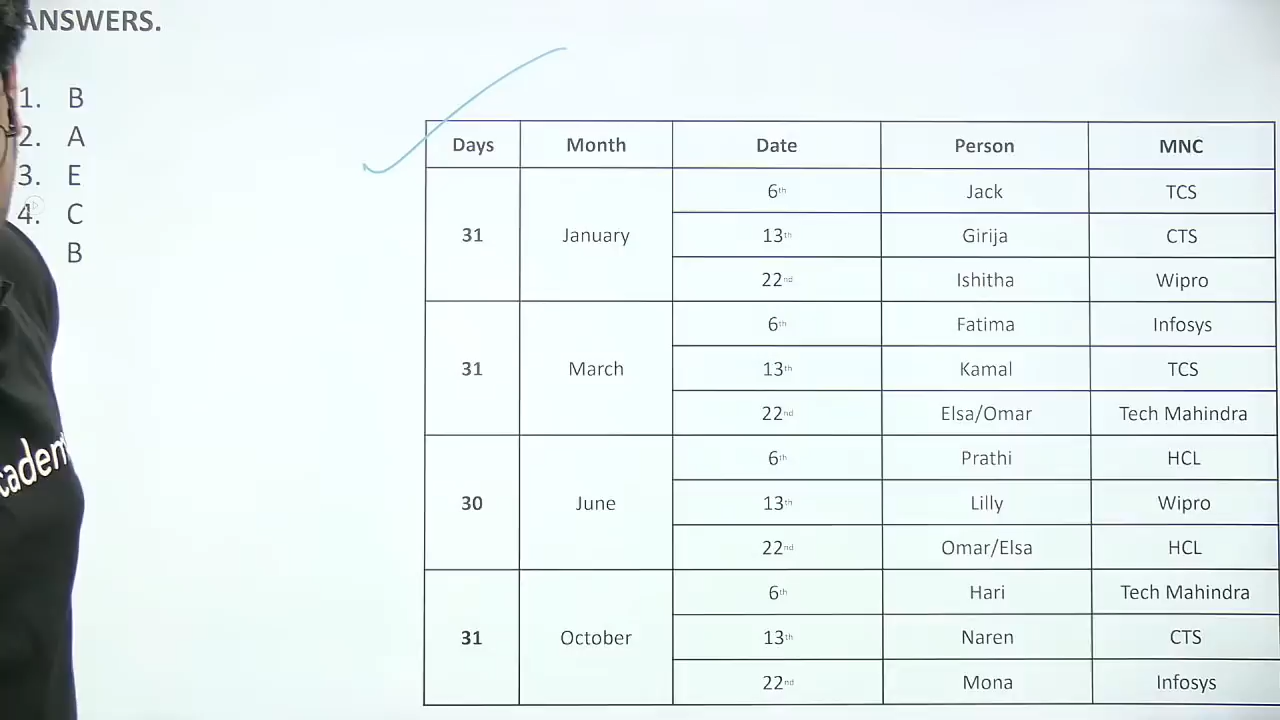 ANSWERS.
1. B
2. A
3. E
4. C
B
Days Month Date Person MNC
31 January 6th Jack TCS
13th Girija CTS
22nd Ishitha Wipro
31 March 6th Fatima Infosys
13th Kamal TCS
22nd Elsa/Omar Tech Mahindra
30 June 6th Prathi HCL
13th Lilly Wipro
22nd Omar/Elsa HCL
31 October 6th Hari Tech Mahindra
13th Naren CTS
22nd Mona Infosys
cadem